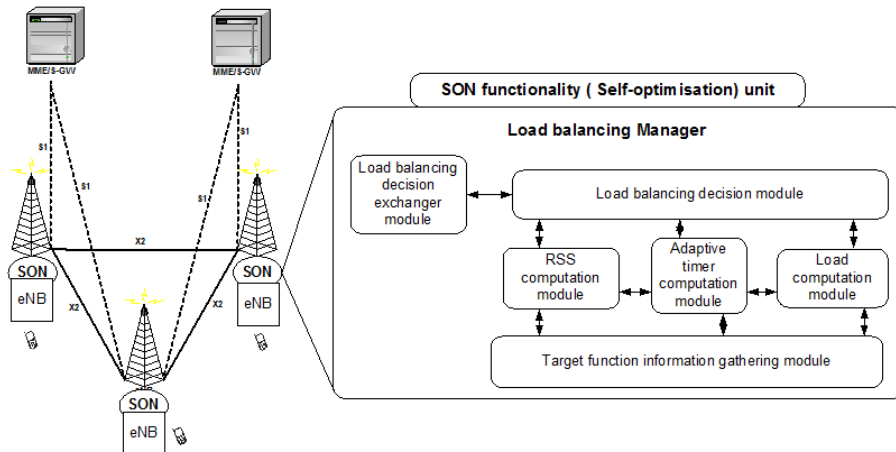 MME/S-GW
MME/S-GW
SON functionality ( Self-optimisation) unit
Load balancing Manager
S1
S1
S1
S1
Load balancing
decision
exchanger
module
Load balancing decision module
X2
RSS
computation
module
Adaptive
timer
computation
module
Load
computation
module
SON
eNB
SON
eNB
X2
X2
Target function information gathering module
SON
eNB